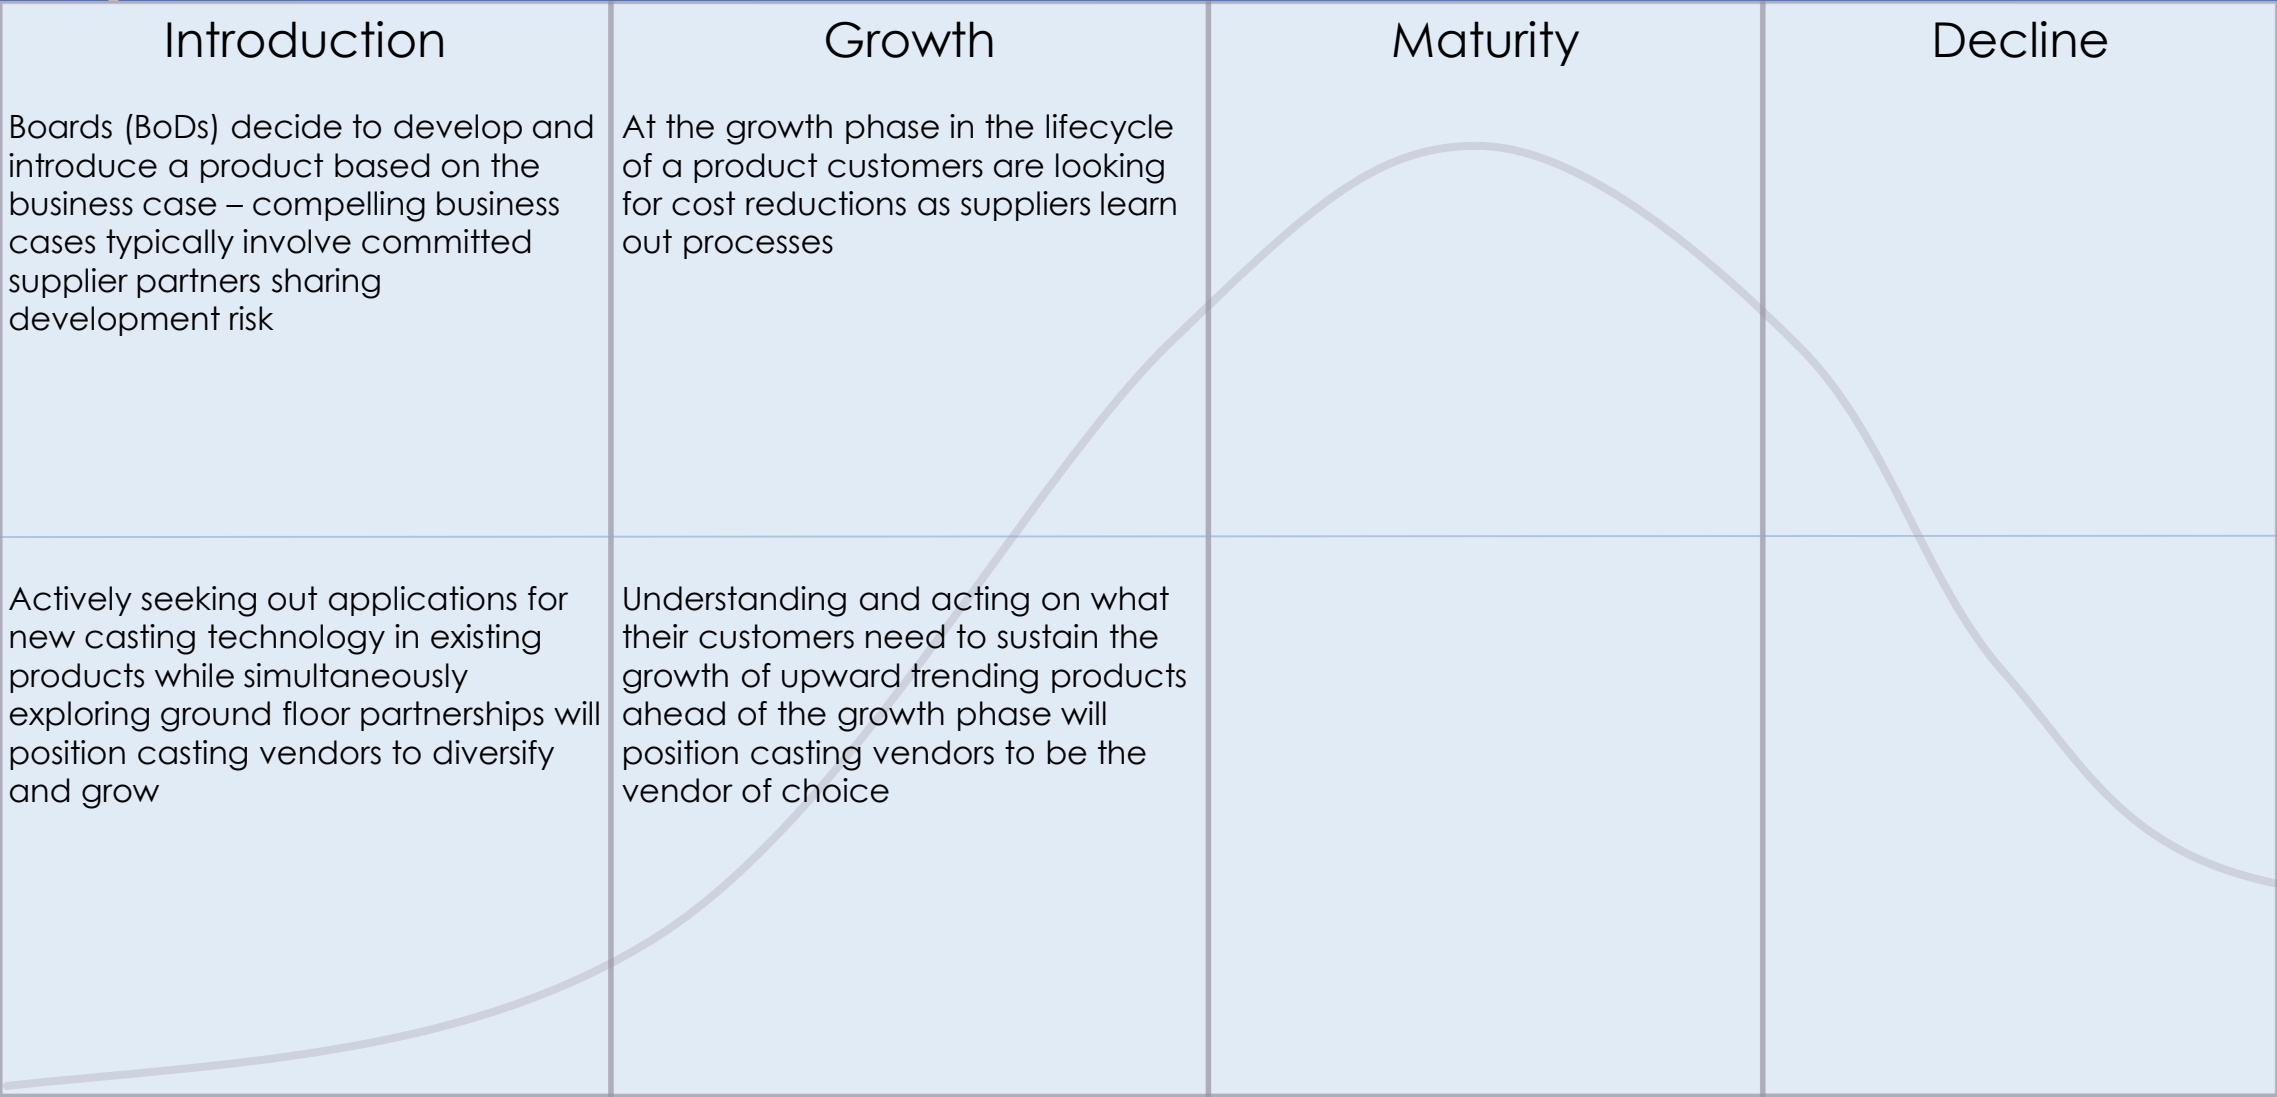 Introduction
Growth
Maturity
Decline
Boards (BoDs) decide to develop and
introduce a product based on the
business case – compelling business
cases typically involve committed
supplier partners sharing
development risk
At the growth phase in the lifecycle
of a product customers are looking
for cost reductions as suppliers learn
out processes
Actively seeking out applications for
new casting technology in existing
products while simultaneously
exploring ground floor partnerships will
position casting vendors to diversify
and grow
Understanding and acting on what
their customers need to sustain the
growth of upward trending products
ahead of the growth phase will
position casting vendors to be the
vendor of choice